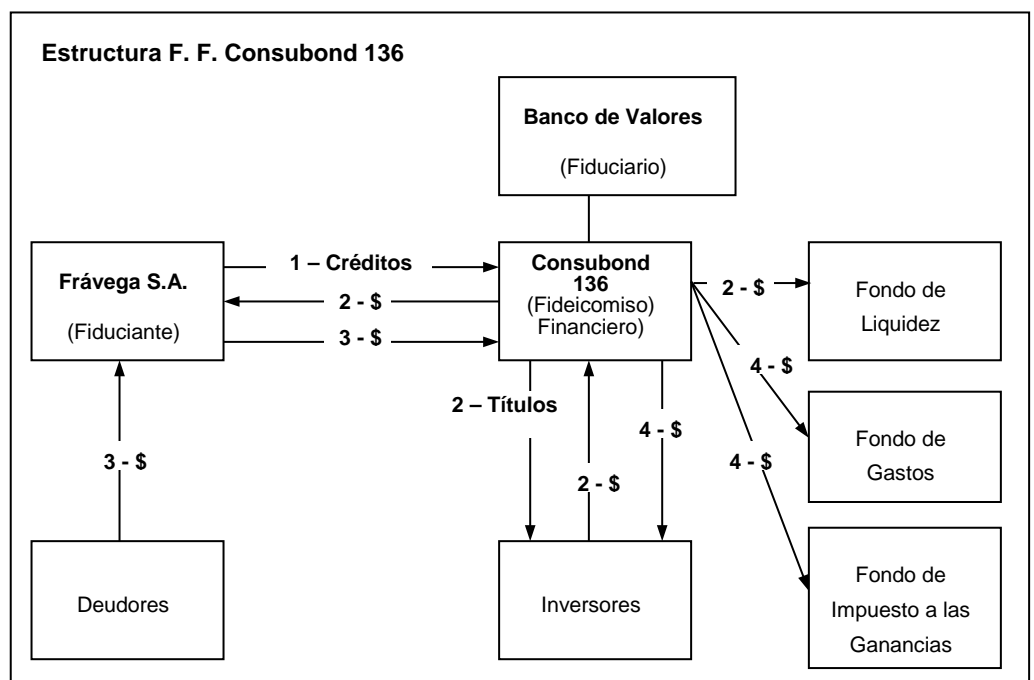 Estructura F. F. Consubond 136
Banco de Valores
(Fiduciario)
Frávega S.A.
(Fiduciante)
1 – Créditos
2 - $
3 - $
Consubond
136
(Fideicomiso)
Financiero)
2 - $
Fondo de
Liquidez
4 - $
Fondo de
Gastos
4 - $
Fondo de
Impuesto a las
Ganancias
2 – Títulos
4 - $
2 - $
3 - $
Deudores
Inversores